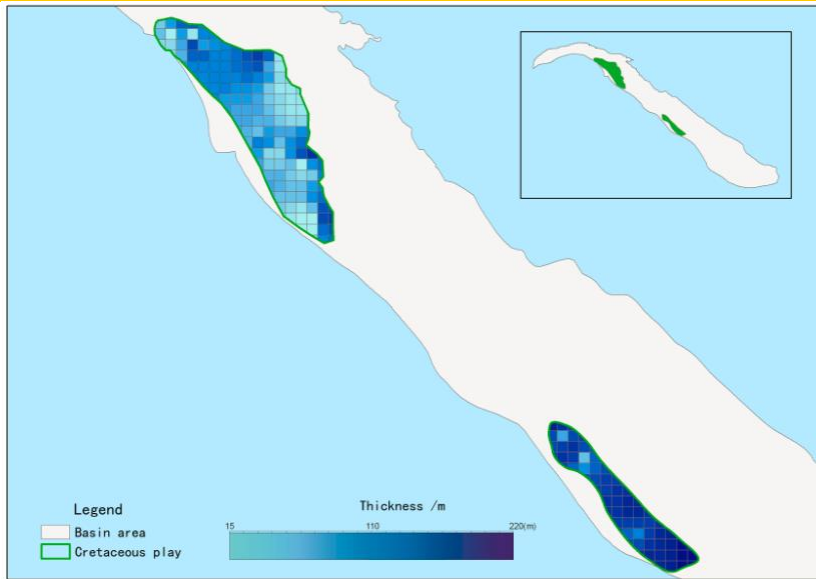 Legend
Basin area
Cretaceous play
Thickness /m
15 110 220(m)